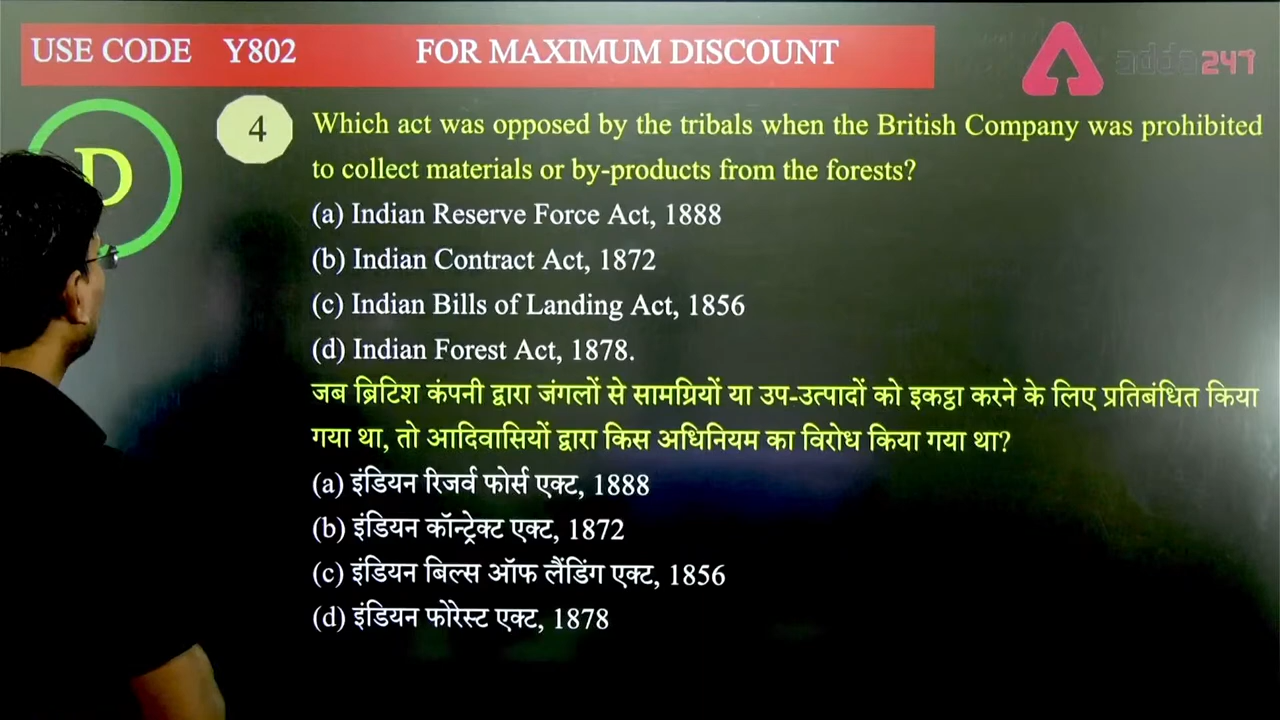 USE CODE Y802 FOR MAXIMUM DISCOUNT
adda247
D
4
Which act was opposed by the tribals when the British Company was prohibited
to collect materials or by-products from the forests?
(a) Indian Reserve Force Act, 1888
(b) Indian Contract Act, 1872
(c) Indian Bills of Landing Act, 1856
(d) Indian Forest Act, 1878.
जब ब्रिटिश कंपनी द्वारा जंगलों से सामग्रियों या उप-उत्पादों को इकट्ठा करने के लिए प्रतिबंधित किया
गया था, तो आदिवासियों द्वारा किस अधिनियम का विरोध किया गया था?
(a) इंडियन रिजर्व फोर्स एक्ट, 1888
(b) इंडियन कॉन्ट्रेक्ट एक्ट, 1872
(c) इंडियन बिल्स ऑफ लैंडिंग एक्ट, 1856
(d) इंडियन फोरेस्ट एक्ट, 1878